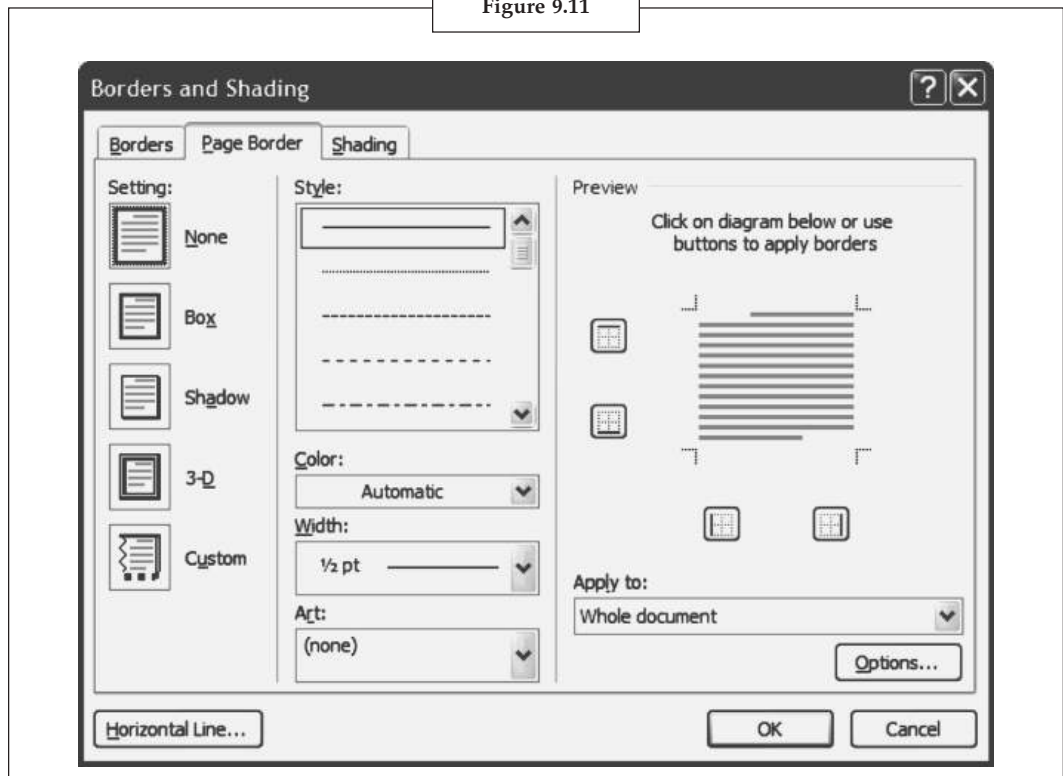 Figure 9.11
Borders and Shading
Borders
Page Border
Shading
Setting:
None
Box
Shadow
3-D
Custom
Style:
Color:
Automatic
Width:
½ pt
Art:
(none)
Preview
Click on diagram below or use
buttons to apply borders
Apply to:
Whole document
Options...
Horizontal Line...
OK
Cancel